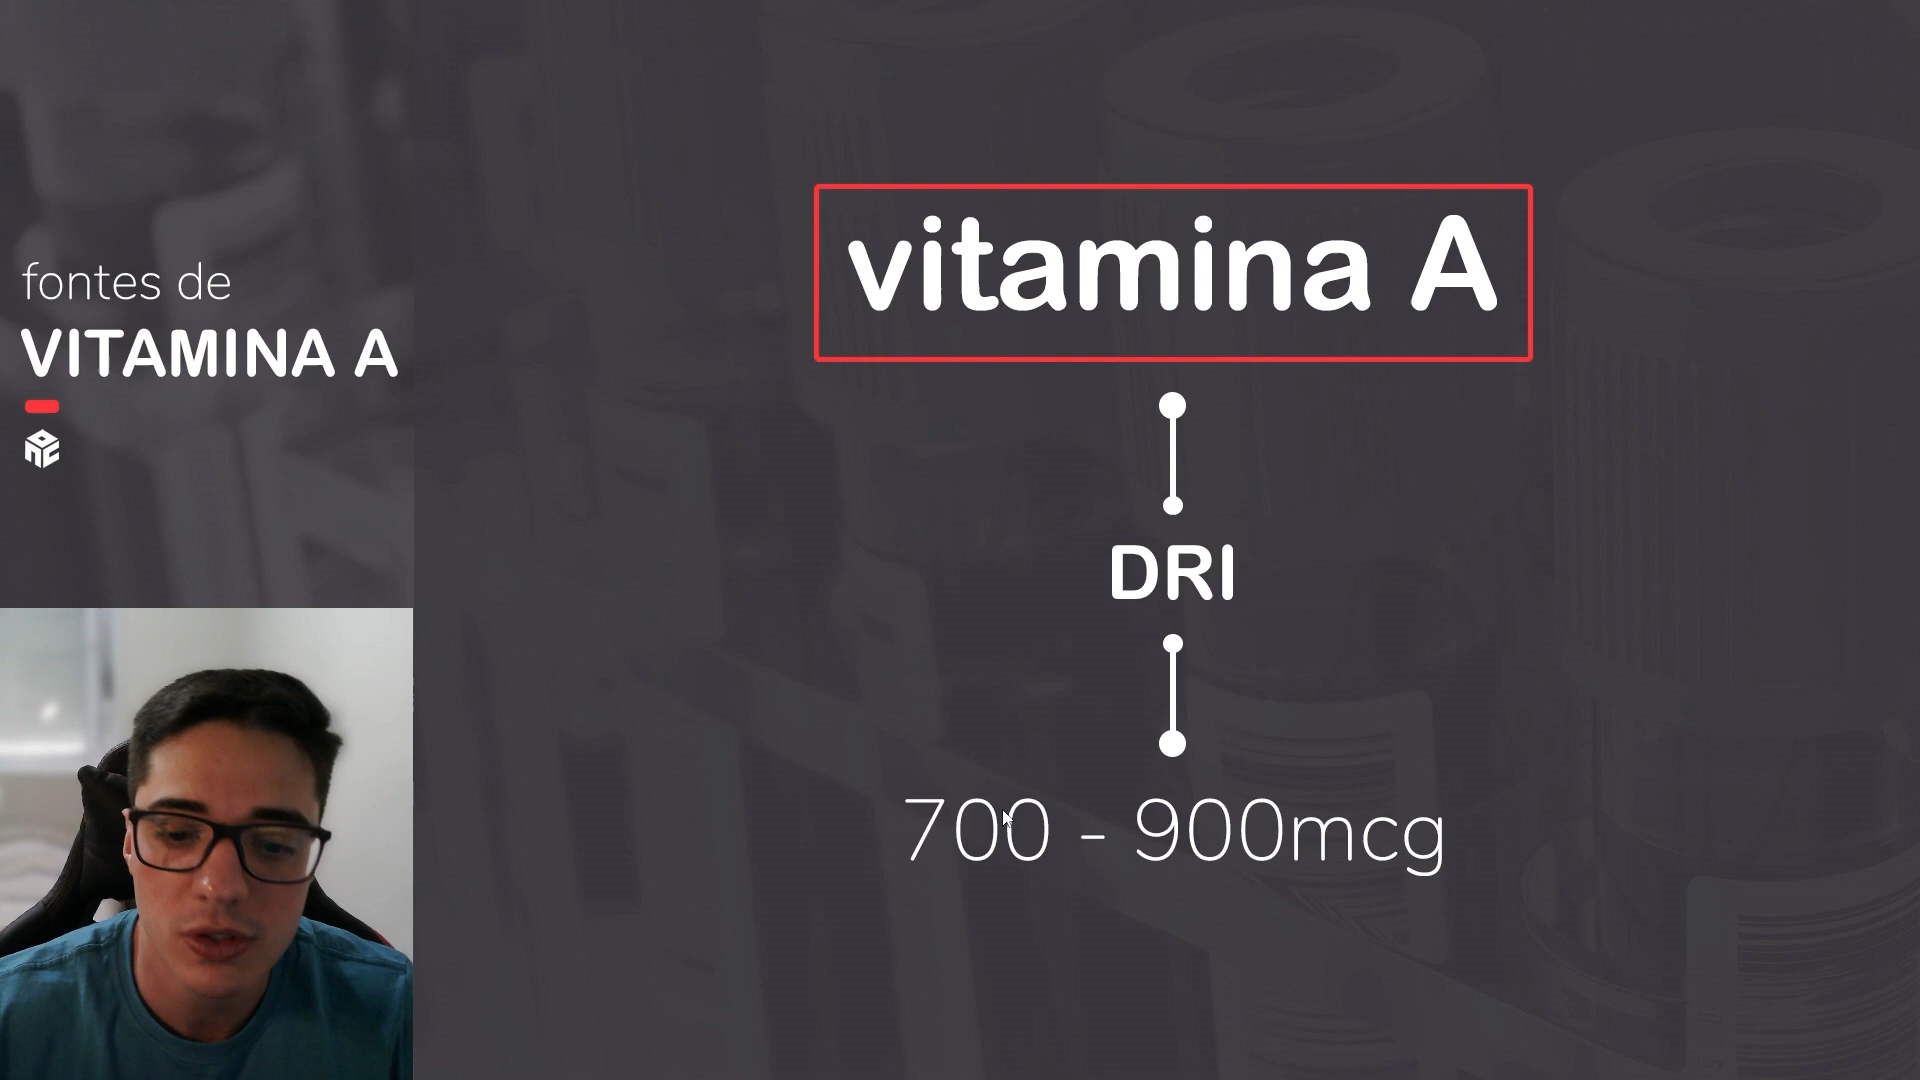 fontes de
VITAMINA A
vitamina A
DRI
700 - 900mcg